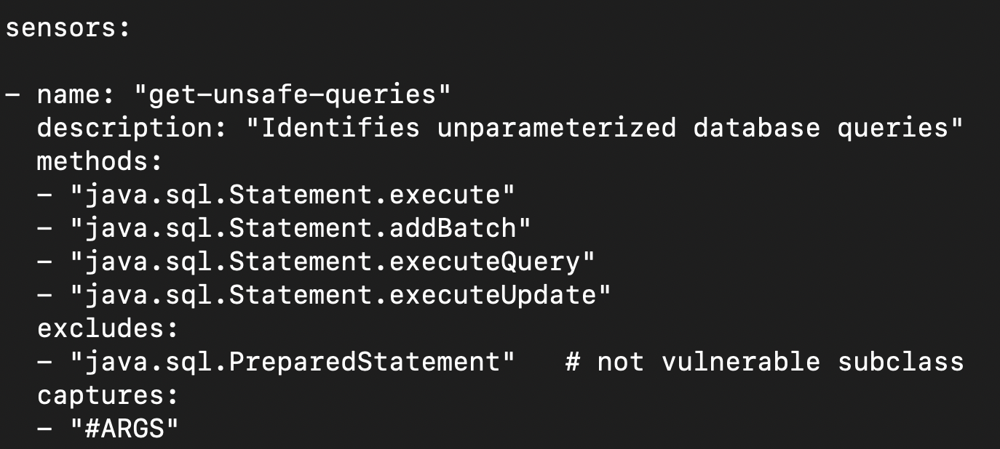 sensors:
- name: "get-unsafe-queries"
description: "Identifies unparameterized database queries"
methods:
- "java.sql.Statement.execute"
- "java.sql.Statement.addBatch"
- "java.sql.Statement.executeQuery"
- "java.sql.Statement.executeUpdate"
excludes:
- "java.sql.PreparedStatement"   # not vulnerable subclass
captures:
- "#ARGS"